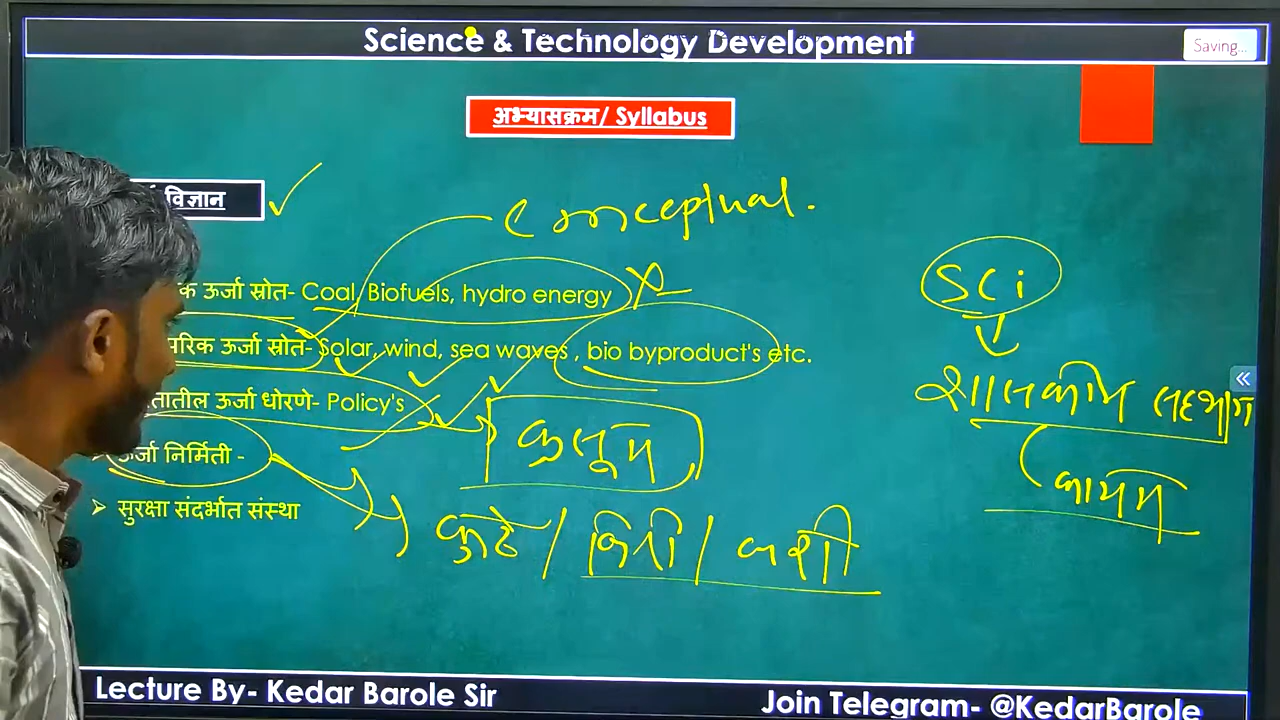 Science & Technology Development
Saving...
अभ्यासक्रम/ Syllabus
विज्ञान
conceptual.
क ऊर्जा स्रोत- Coal, Biofuels, hydro energy
Sci
परिक ऊर्जा स्रोत- Solar, wind, sea waves , bio byproduct's etc.
शासकीय सहभाग
तातील ऊर्जा धोरणे- Policy's
कुसूम
कायम
ऊर्जा निर्मिती -
कुठे / किती / कशी
➤ सुरक्षा संदर्भात संस्था
Lecture By- Kedar Barole Sir
Join Telegram- @KedarBarole